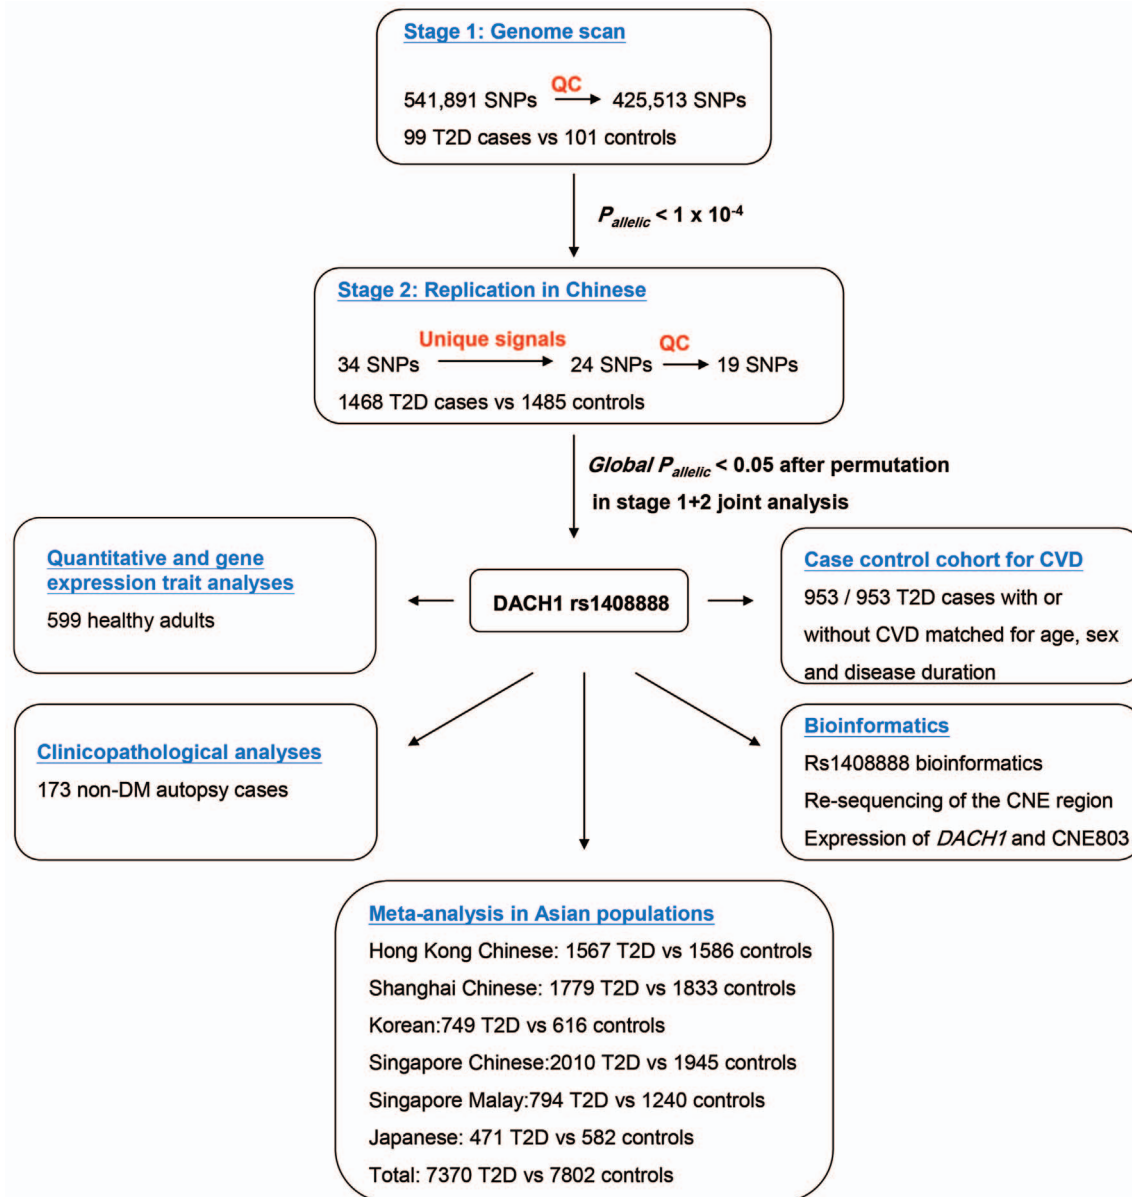 Stage 1: Genome scan
541,891 SNPs QC 425,513 SNPs
99 T2D cases vs 101 controls
P allelic < 1 x 10-4
Stage 2: Replication in Chinese
34 SNPs Unique signals 24 SNPs QC 19 SNPs
1468 T2D cases vs 1485 controls
Global P allelic < 0.05 after permutation
in stage 1+2 joint analysis
Quantitative and gene
expression trait analyses
599 healthy adults
DACH1 rs1408888
Case control cohort for CVD
953 / 953 T2D cases with or
without CVD matched for age, sex
and disease duration
Clinicopathological analyses
173 non-DM autopsy cases
Bioinformatics
Rs1408888 bioinformatics
Re-sequencing of the CNE region
Expression of DACH1 and CNE803
Meta-analysis in Asian populations
Hong Kong Chinese: 1567 T2D vs 1586 controls
Shanghai Chinese: 1779 T2D vs 1833 controls
Korean:749 T2D vs 616 controls
Singapore Chinese:2010 T2D vs 1945 controls
Singapore Malay:794 T2D vs 1240 controls
Japanese: 471 T2D vs 582 controls
Total: 7370 T2D vs 7802 controls